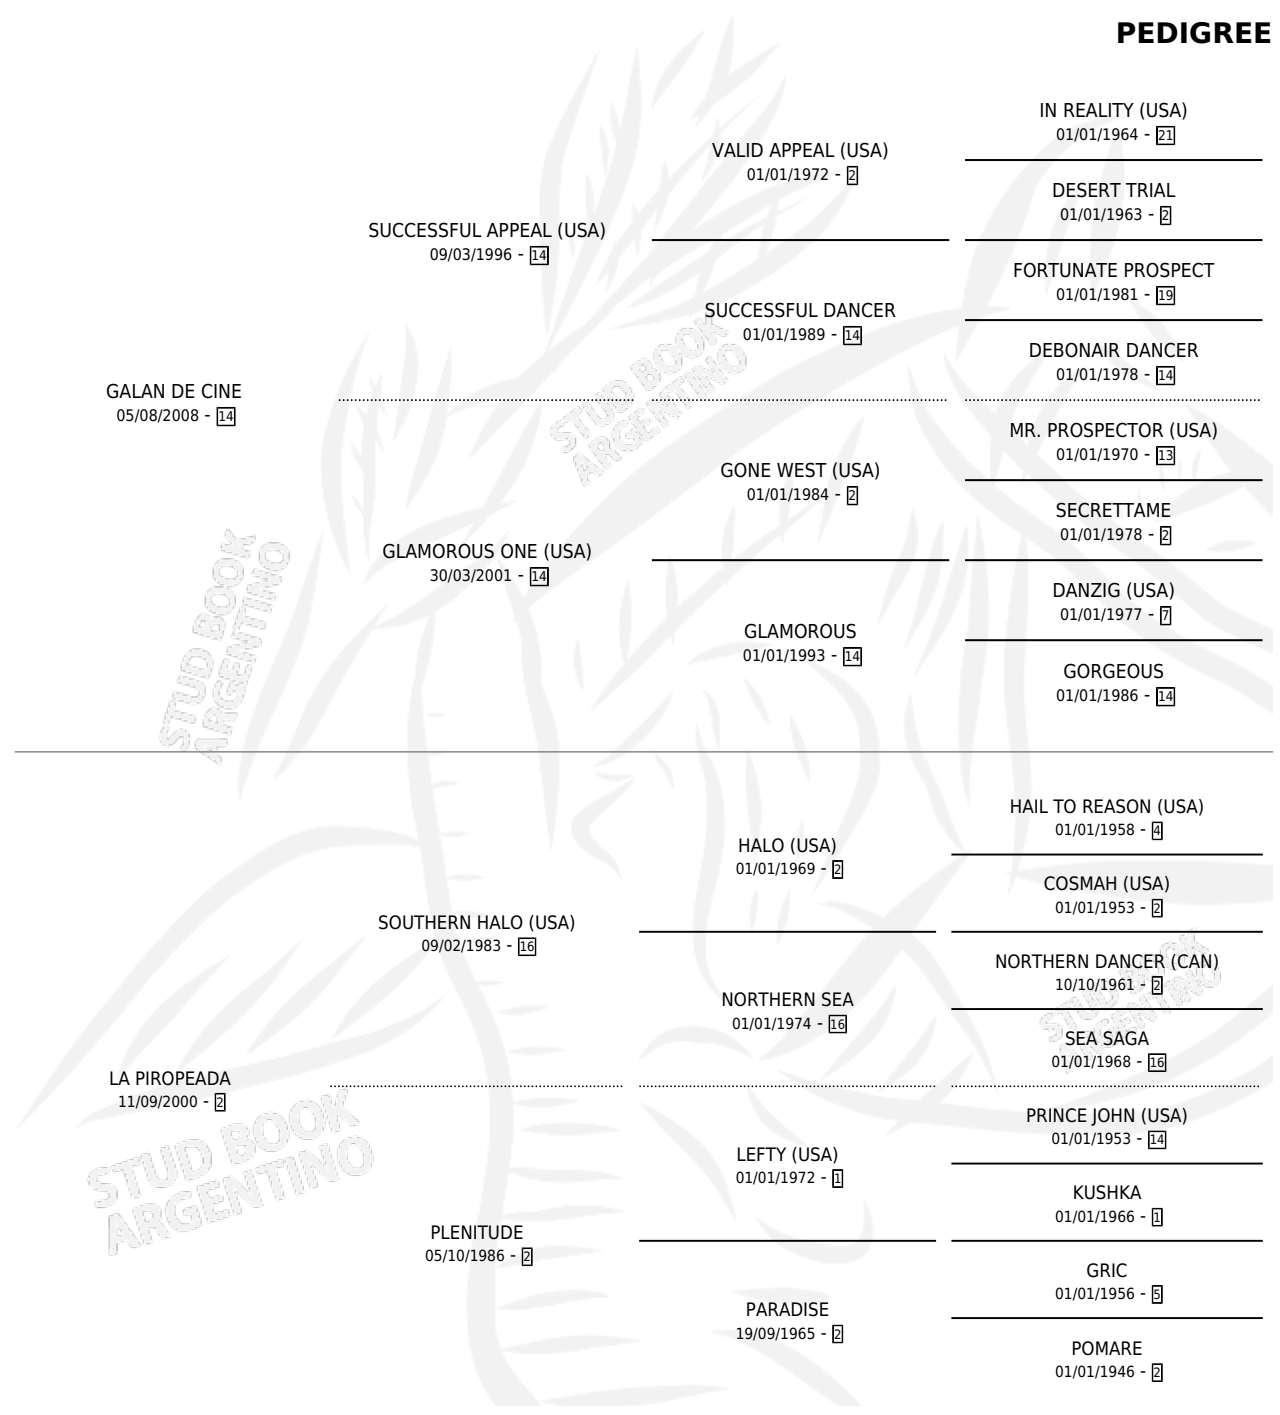 PEDIGREE
IN REALITY (USA)
01/01/1964 - 21
VALID APPEAL (USA)
01/01/1972 - 2
DESERT TRIAL
01/01/1963 - 2
SUCCESSFUL APPEAL (USA)
09/03/1996 - 14
FORTUNATE PROSPECT
01/01/1981 - 19
SUCCESSFUL DANCER
01/01/1989 - 14
DEBONAIR DANCER
01/01/1978 - 14
GALAN DE CINE
05/08/2008 - 14
MR. PROSPECTOR (USA)
01/01/1970 - 13
GONE WEST (USA)
01/01/1984 - 2
SECRETTAME
01/01/1978 - 2
GLAMOROUS ONE (USA)
30/03/2001 - 14
DANZIG (USA)
01/01/1977 - 7
GLAMOROUS
01/01/1993 - 14
GORGEOUS
01/01/1986 - 14
HAIL TO REASON (USA)
01/01/1958 - 4
HALO (USA)
01/01/1969 - 2
COSMAH (USA)
01/01/1953 - 2
SOUTHERN HALO (USA)
09/02/1983 - 16
NORTHERN DANCER (CAN)
10/10/1961 - 2
NORTHERN SEA
01/01/1974 - 16
SEA SAGA
01/01/1968 - 16
LA PIROPEADA
11/09/2000 - 2
PRINCE JOHN (USA)
01/01/1953 - 14
LEFTY (USA)
01/01/1972 - 1
KUSHKA
01/01/1966 - 1
PLENITUDE
05/10/1986 - 2
GRIC
01/01/1956 - 5
PARADISE
19/09/1965 - 2
POMARE
01/01/1946 - 2
STUD BOOK
ARGENTINO
STUD BOOK
ARGENTINO
STUD BOOK
ARGENTINO
STUD BOOK
ARGENTINO